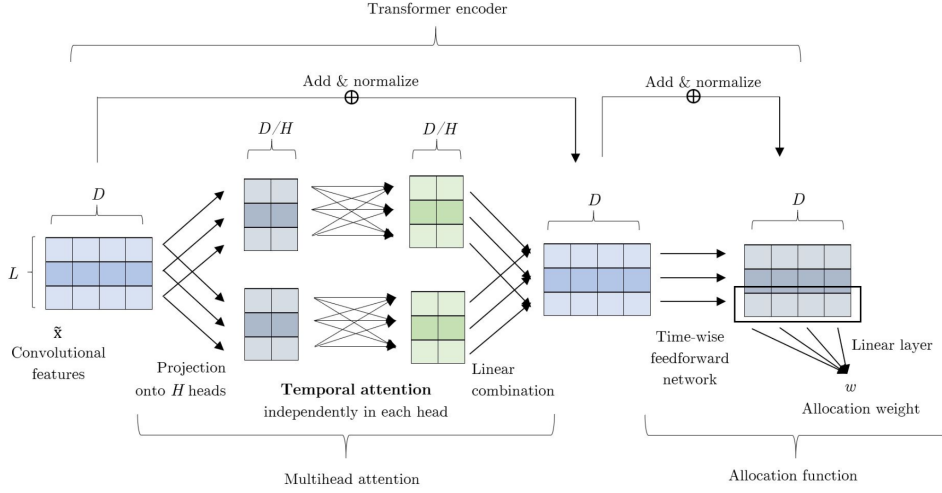 Transformer encoder
Add & normalize
Add & normalize
D/H
D/H
D
D
D
L
x̃
Convolutional
features
Projection
onto H heads
Temporal attention
independently in each head
Linear
combination
Time-wise
feedforward
network
Linear layer
w
Allocation weight
Multihead attention
Allocation function